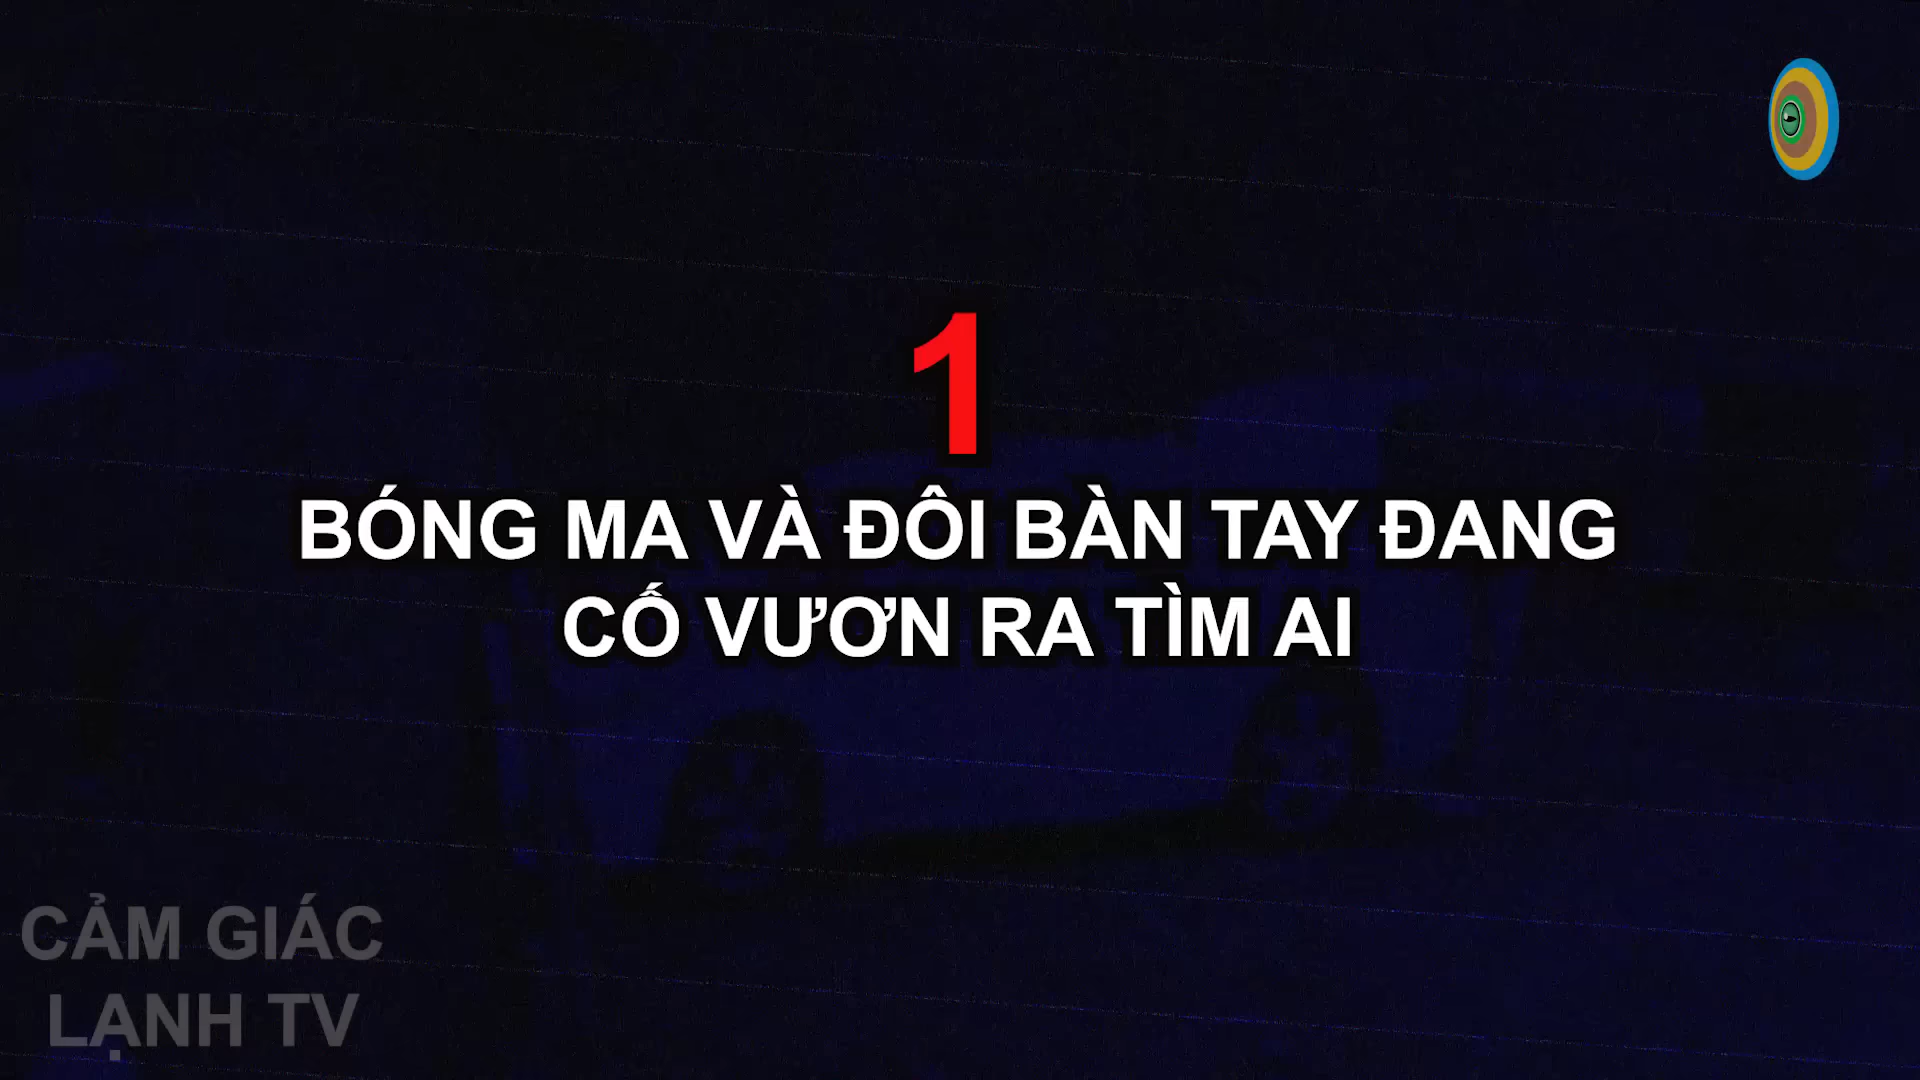 1
BÓNG MA VÀ ĐÔI BÀN TAY ĐANG
CỐ VƯƠN RA TÌM AI
CẢM GIÁC
LẠNH TV